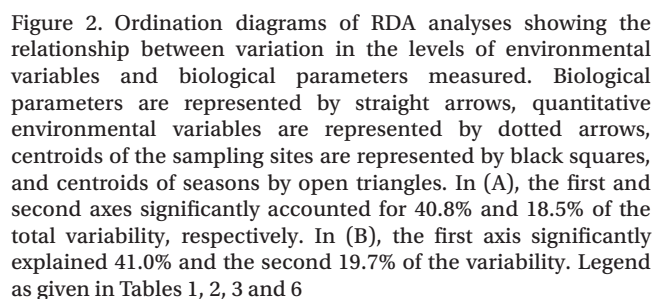 Figure 2. Ordination diagrams of RDA analyses showing the
relationship between variation in the levels of environmental
variables and biological parameters measured. Biological
parameters are represented by straight arrows, quantitative
environmental variables are represented by dotted arrows,
centroids of the sampling sites are represented by black squares,
and centroids of seasons by open triangles. In (A), the first and
second axes significantly accounted for 40.8% and 18.5% of the
total variability, respectively. In (B), the first axis significantly
explained 41.0% and the second 19.7% of the variability. Legend
as given in Tables 1, 2, 3 and 6